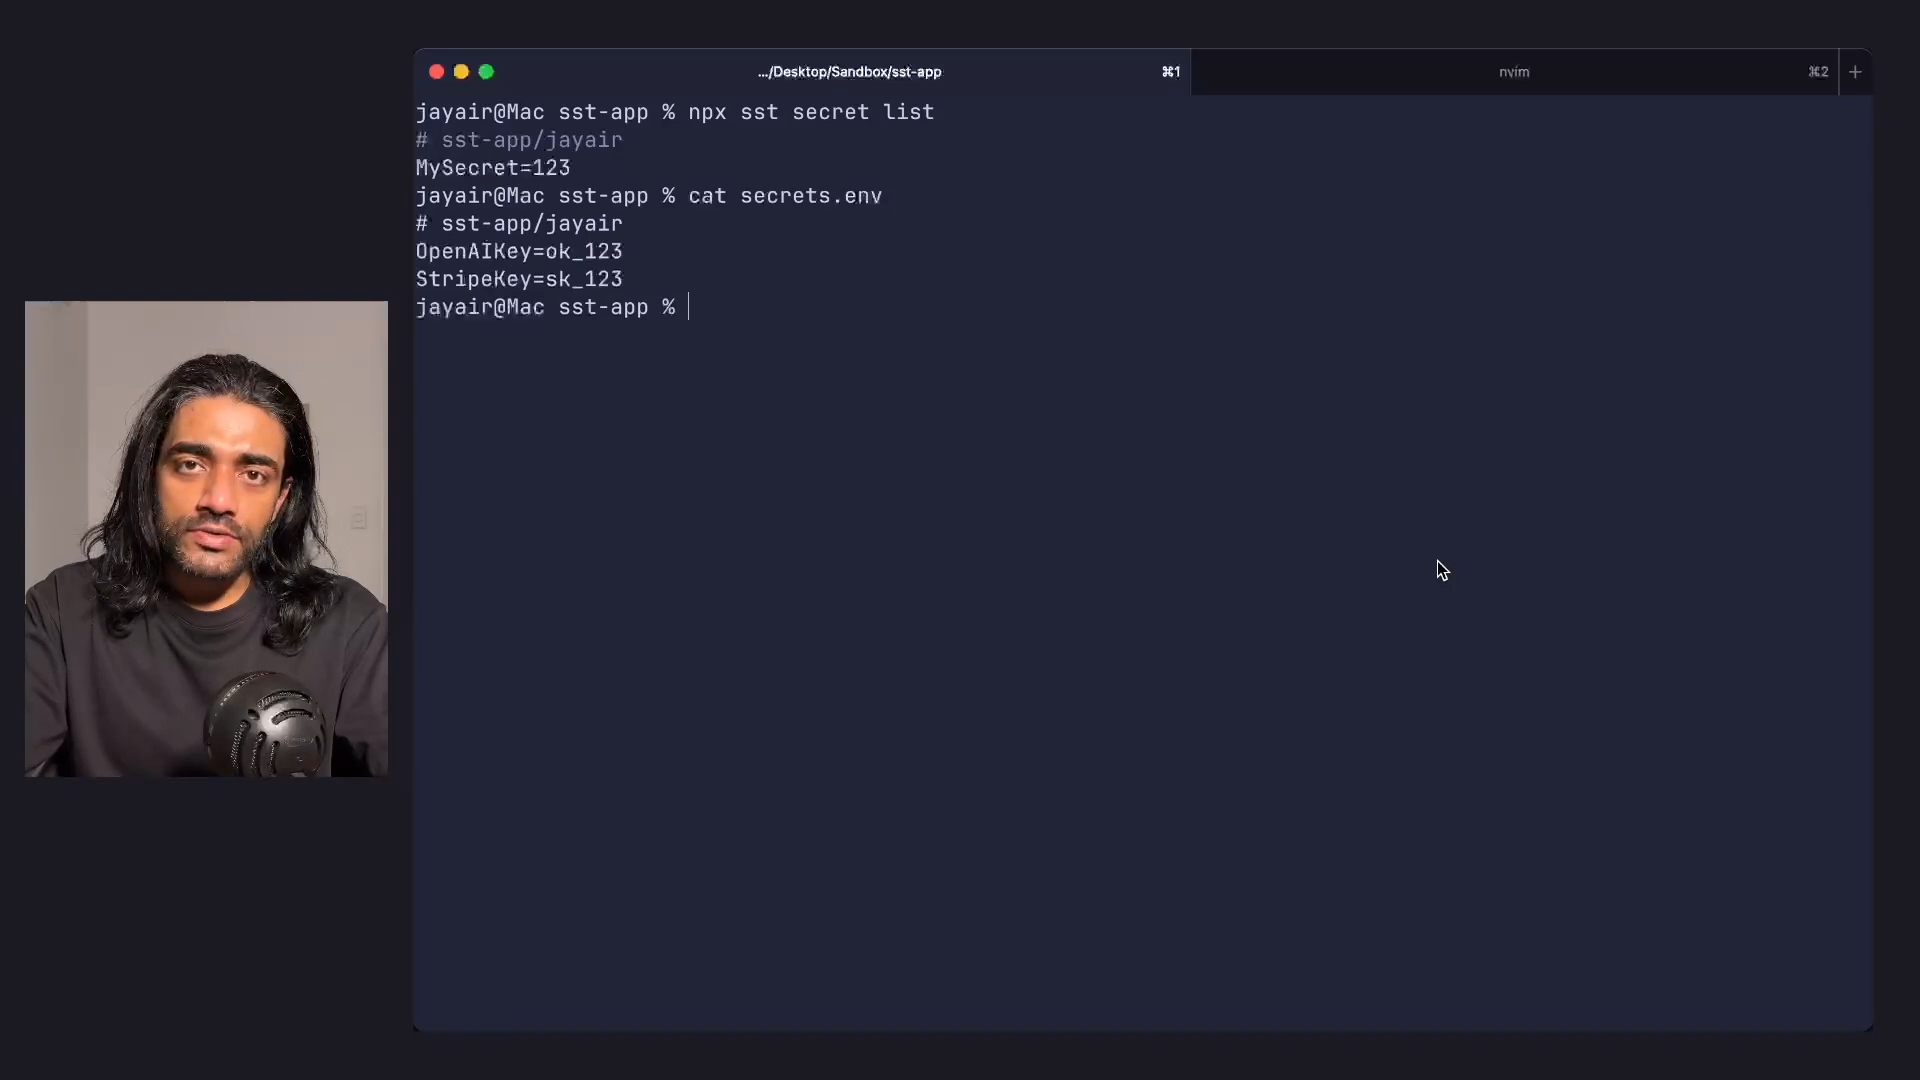 .../Desktop/Sandbox/sst-app ⌘1 nvim ⌘2 +
jayair@Mac sst-app % npx sst secret list
# sst-app/jayair
MySecret=123
jayair@Mac sst-app % cat secrets.env
# sst-app/jayair
OpenAIKey=ok_123
StripeKey=sk_123
jayair@Mac sst-app %